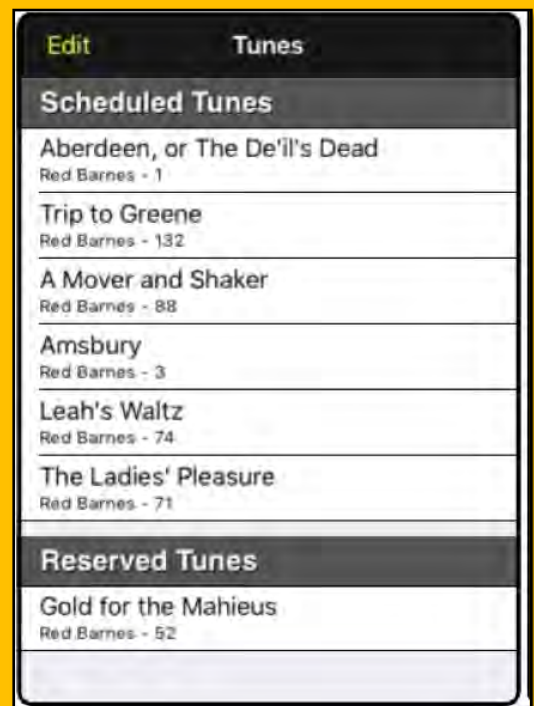 Edit Tunes
Scheduled Tunes
Aberdeen, or The De'il's Dead
Red Barnes - 1
Trip to Greene
Red Barnes - 132
A Mover and Shaker
Red Barnes - 88
Amsbury
Red Barnes - 3
Leah's Waltz
Red Barnes - 74
The Ladies' Pleasure
Red Barnes - 71
Reserved Tunes
Gold for the Mahieus
Red Barnes - 52